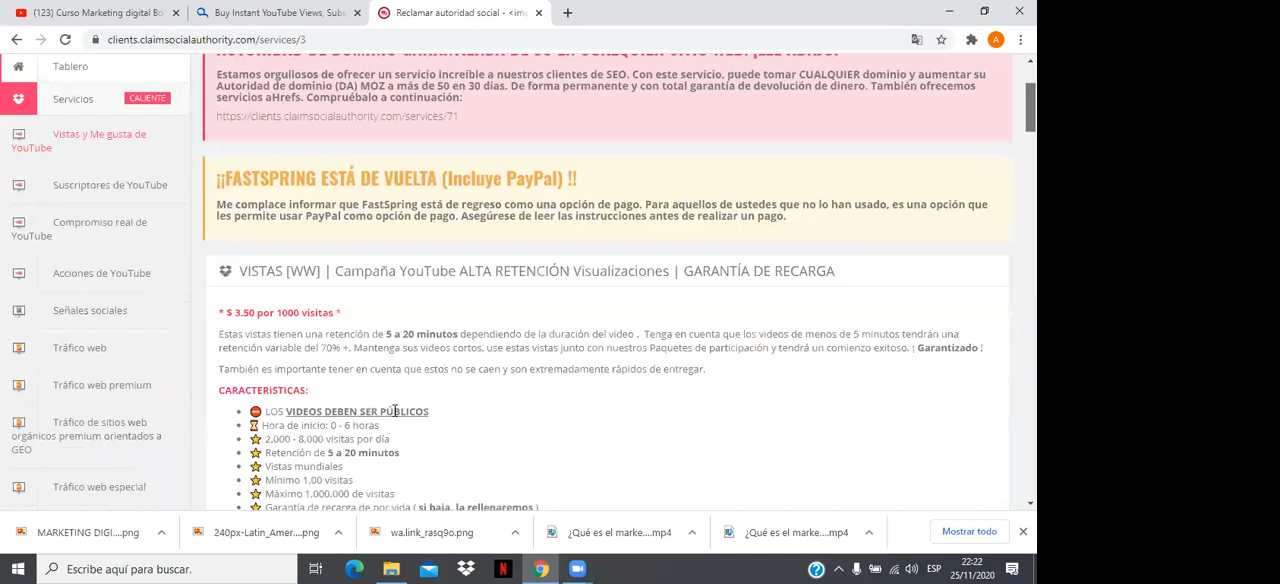 (123) Curso Marketing digital Bo
Buy Instant YouTube Views, Subs
Reclamar autoridad social - <ime
clients.claimsocialauthority.com/services/3
A
Tablero
Servicios
CALIENTE
Vistas y Me gusta de
YouTube
Suscriptores de YouTube
Compromiso real de
YouTube
Acciones de YouTube
Señales sociales
Tráfico web
Tráfico web premium
Tráfico de sitios web
orgánicos premium orientados a
GEO
Tráfico web especial
Estamos orgullosos de ofrecer un servicio increíble a nuestros clientes de SEO. Con este servicio, puede tomar CUALQUIER dominio y aumentar su
Autoridad de dominio (DA) MOZ a más de 50 en 30 días. De forma permanente y con total garantía de devolución de dinero. También ofrecemos
servicios aHrefs. Compruébalo a continuación:
https://clients.claimsocialauthority.com/services/71
¡¡FASTSPRING ESTÁ DE VUELTA (Incluye PayPal) !!
Me complace informar que FastSpring está de regreso como una opción de pago. Para aquellos de ustedes que no lo han usado, es una opción que
les permite usar PayPal como opción de pago. Asegúrese de leer las instrucciones antes de realizar un pago.
VISTAS [WW] | Campaña YouTube ALTA RETENCIÓN Visualizaciones | GARANTÍA DE RECARGA
* $ 3.50 por 1000 visitas *
Estas vistas tienen una retención de 5 a 20 minutos dependiendo de la duración del video . Tenga en cuenta que los videos de menos de 5 minutos tendrán una
retención variable del 70% +. Mantenga sus videos cortos, use estas vistas junto con nuestros Paquetes de participación y tendrá un comienzo exitoso. ¡ Garantizado !
También es importante tener en cuenta que estos no se caen y son extremadamente rápidos de entregar.
CARACTERISTICAS:
LOS VIDEOS DEBEN SER PÚBLICOS
Hora de inicio: 0 - 6 horas
2,000 - 8,000 visitas por día
Retención de 5 a 20 minutos
Vistas mundiales
Mínimo 1,00 visitas
Máximo 1,000,000 de visitas
Garantía de recarga de por vida ( si baja, la rellenaremos )
MARKETING DIGI....png
240px-Latin_Amer....png
wa.link_rasq9o.png
¿Qué es el marke....mp4
¿Qué es el marke....mp4
Mostrar todo
Escribe aquí para buscar.
ESP
22:22
25/11/2020